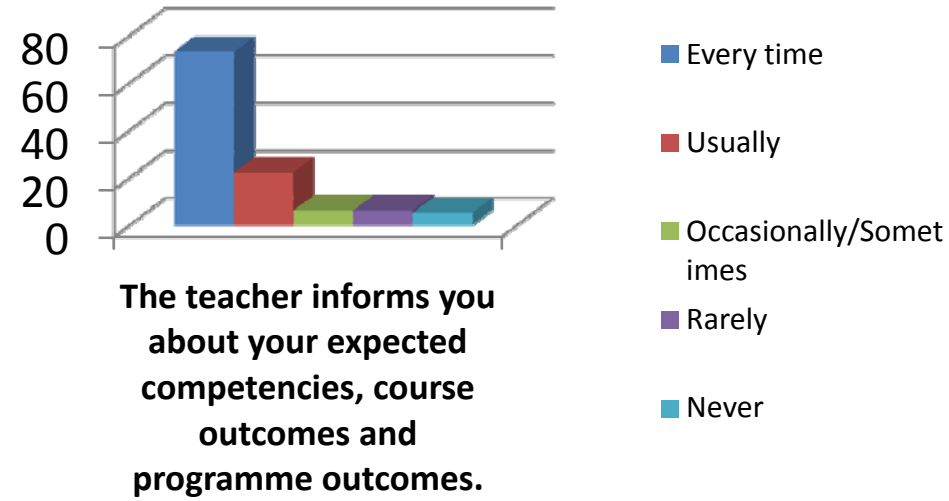 80
60
40
20
0
The teacher informs you
about your expected
competencies, course
outcomes and
programme outcomes.
Every time
Usually
Occasionally/Somet
imes
Rarely
Never